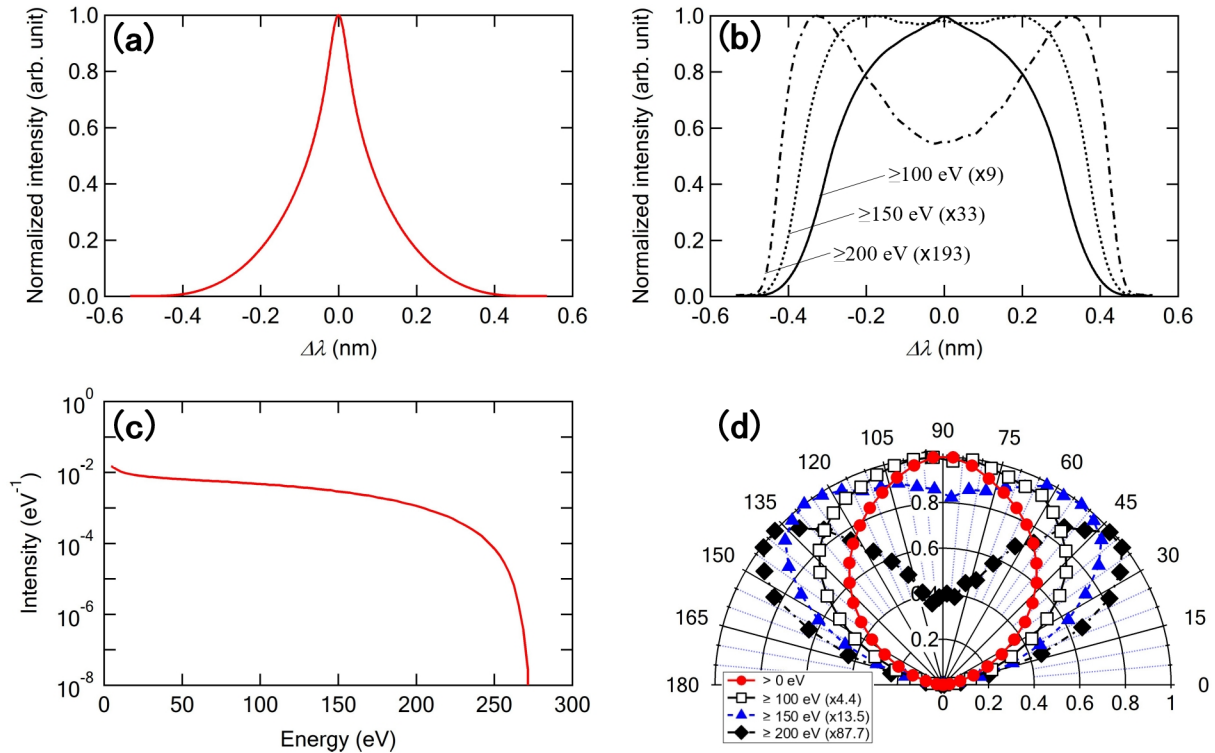 (a)
Normalized intensity (arb. unit)
1.0
0.8
0.6
0.4
0.2
0.0
-0.6 -0.4 -0.2 0.0 0.2 0.4 0.6
Δλ (nm)
(b)
Normalized intensity (arb. unit)
1.0
0.8
0.6
0.4
0.2
0.0
≥100 eV (x9)
≥150 eV (x33)
≥200 eV (x193)
-0.6 -0.4 -0.2 0.0 0.2 0.4 0.6
Δλ (nm)
(c)
Intensity (eV⁻¹)
10⁰
10⁻²
10⁻⁴
10⁻⁶
10⁻⁸
0 50 100 150 200 250 300
Energy (eV)
(d)
180
165
150
135
120
105
90
75
60
45
30
15
0
0.8
0.6
0.2
0 0.2 0.4 0.6 0.8 1
> 0 eV
≥ 100 eV (x4.4)
≥ 150 eV (x13.5)
≥ 200 eV (x87.7)